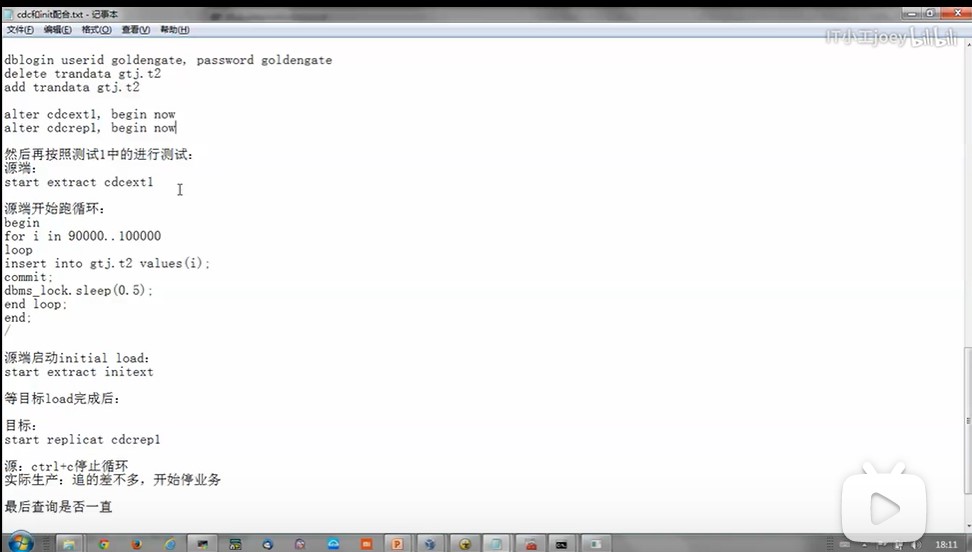 cdc和init配合.txt - 记事本
文件(F) 编辑(E) 格式(O) 查看(V) 帮助(H)
IT小工joey bilibili
dblogin userid goldengate, password goldengate
delete trandata gtj.t2
add trandata gtj.t2
alter cdcext1, begin now
alter cdcrep1, begin now
然后再按照测试1中的进行测试：
源端：
start extract cdcext1
源端开始跑循环：
begin
for i in 90000..100000
loop
insert into gtj.t2 values(i);
commit;
dbms_lock.sleep(0.5);
end loop;
end;
/
源端启动initial load:
start extract initext
等目标load完成后：
目标：
start replicat cdcrep1
源：ctrl+c停止循环
实际生产：追的差不多，开始停业务
最后查询是否一直
18:11